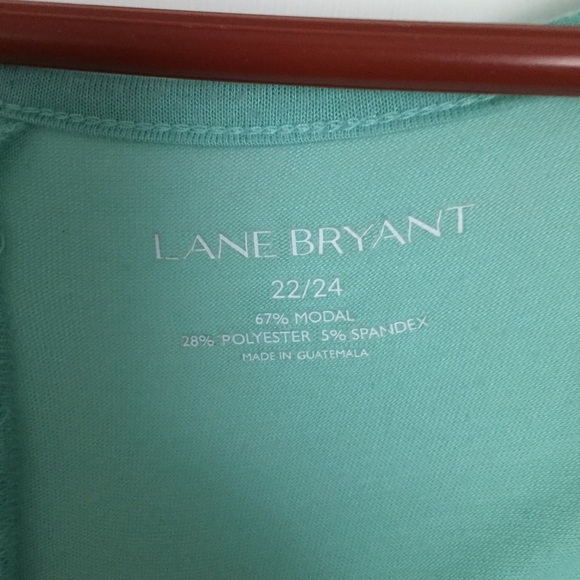 LANE BRYANT
22/24
67% MODAL
28% POLYESTER 5% SPANDEX
MADE IN GUATEMALA